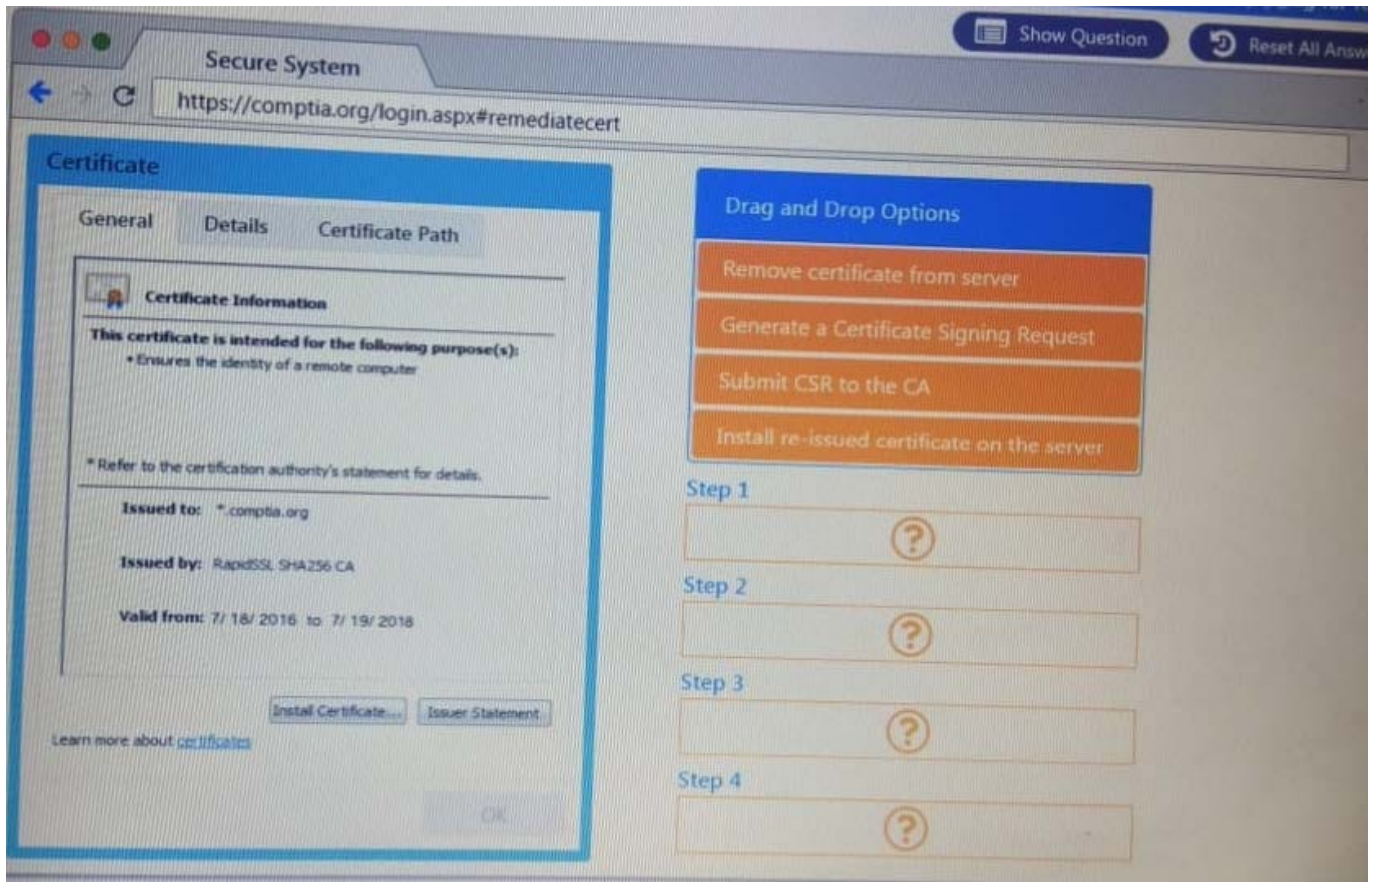 Show Question
Reset All Answ
Secure System
https://comptia.org/login.aspx#remediatecert
Certificate
General Details Certificate Path
Certificate Information
This certificate is intended for the following purpose(s):
• Ensures the identity of a remote computer
* Refer to the certification authority's statement for details.
Issued to: *.comptia.org
Issued by: RapidSSL SHA256 CA
Valid from: 7/ 18/ 2016 to 7/ 19/ 2018
Install Certificate... Issuer Statement
Learn more about certificates
OK
Drag and Drop Options
Remove certificate from server
Generate a Certificate Signing Request
Submit CSR to the CA
Install re-issued certificate on the server
Step 1
?
Step 2
?
Step 3
?
Step 4
?